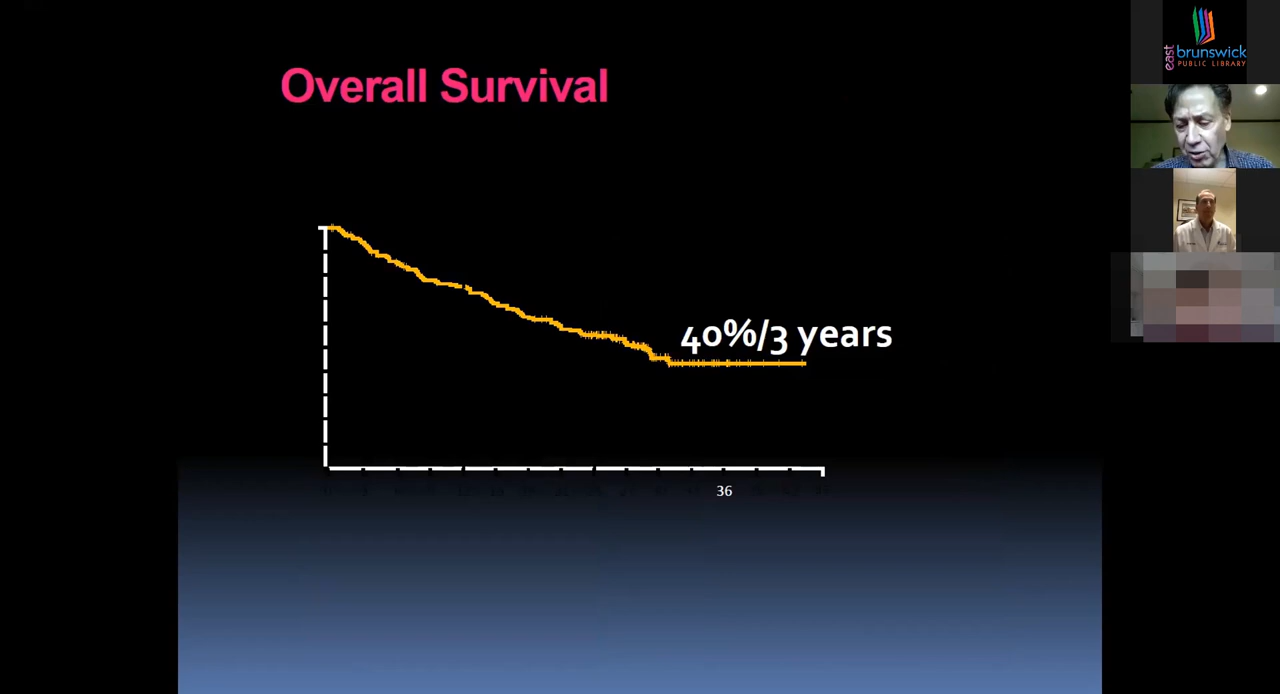 Overall Survival
40%/3 years
36
east
brunswick
PUBLIC LIBRARY